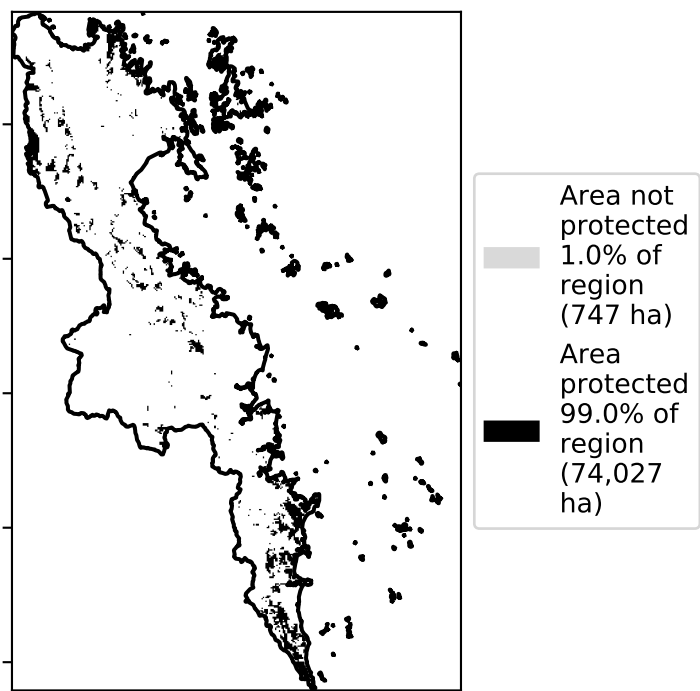 Area not
protected
1.0% of
region
(747 ha)
Area
protected
99.0% of
region
(74,027
ha)